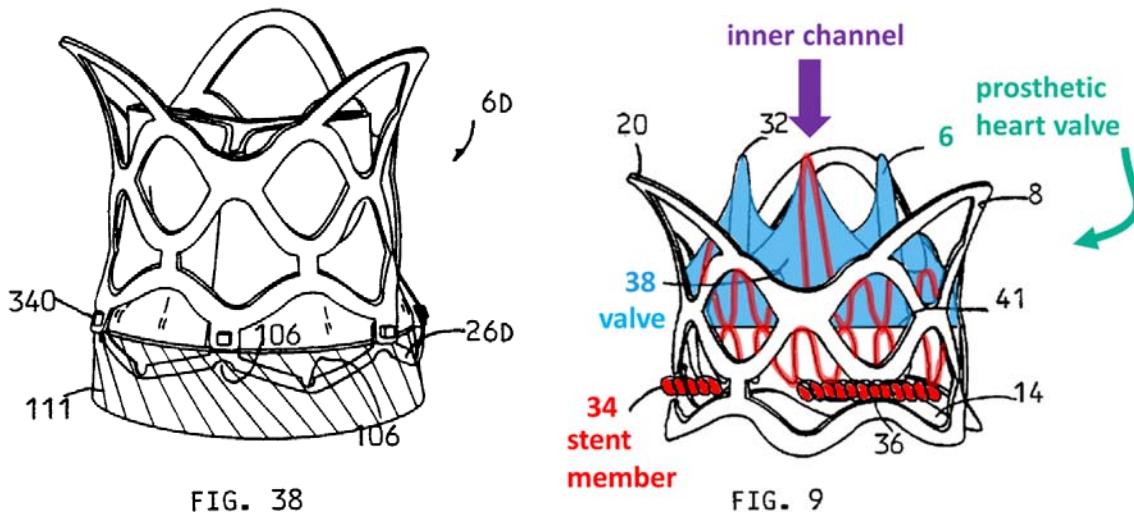 6D
340
106
26D
111
106
FIG. 38
inner channel
prosthetic
heart valve
20
32
6
8
38
valve
41
34
stent
member
14
36
FIG. 9